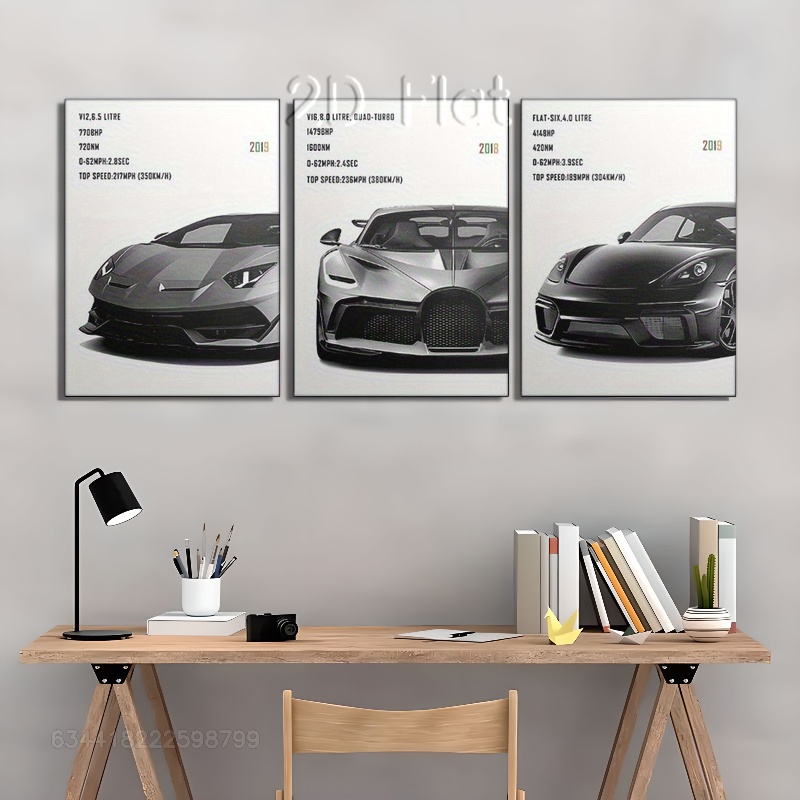 2D Flat
V12,6.5 LITRE
770BHP
720NM
0-62MPH:2.8SEC
TOP SPEED:217MPH (350KM/H)
2019
V16,8.0 LITRE, QUAD-TURBO
1479BHP
1600NM
0-62MPH:2.4SEC
TOP SPEED:236MPH (380KM/H)
2018
FLAT-SIX,4.0 LITRE
414BHP
420NM
0-62MPH:3.9SEC
TOP SPEED:189MPH (304KM/H)
2019
634418222598799